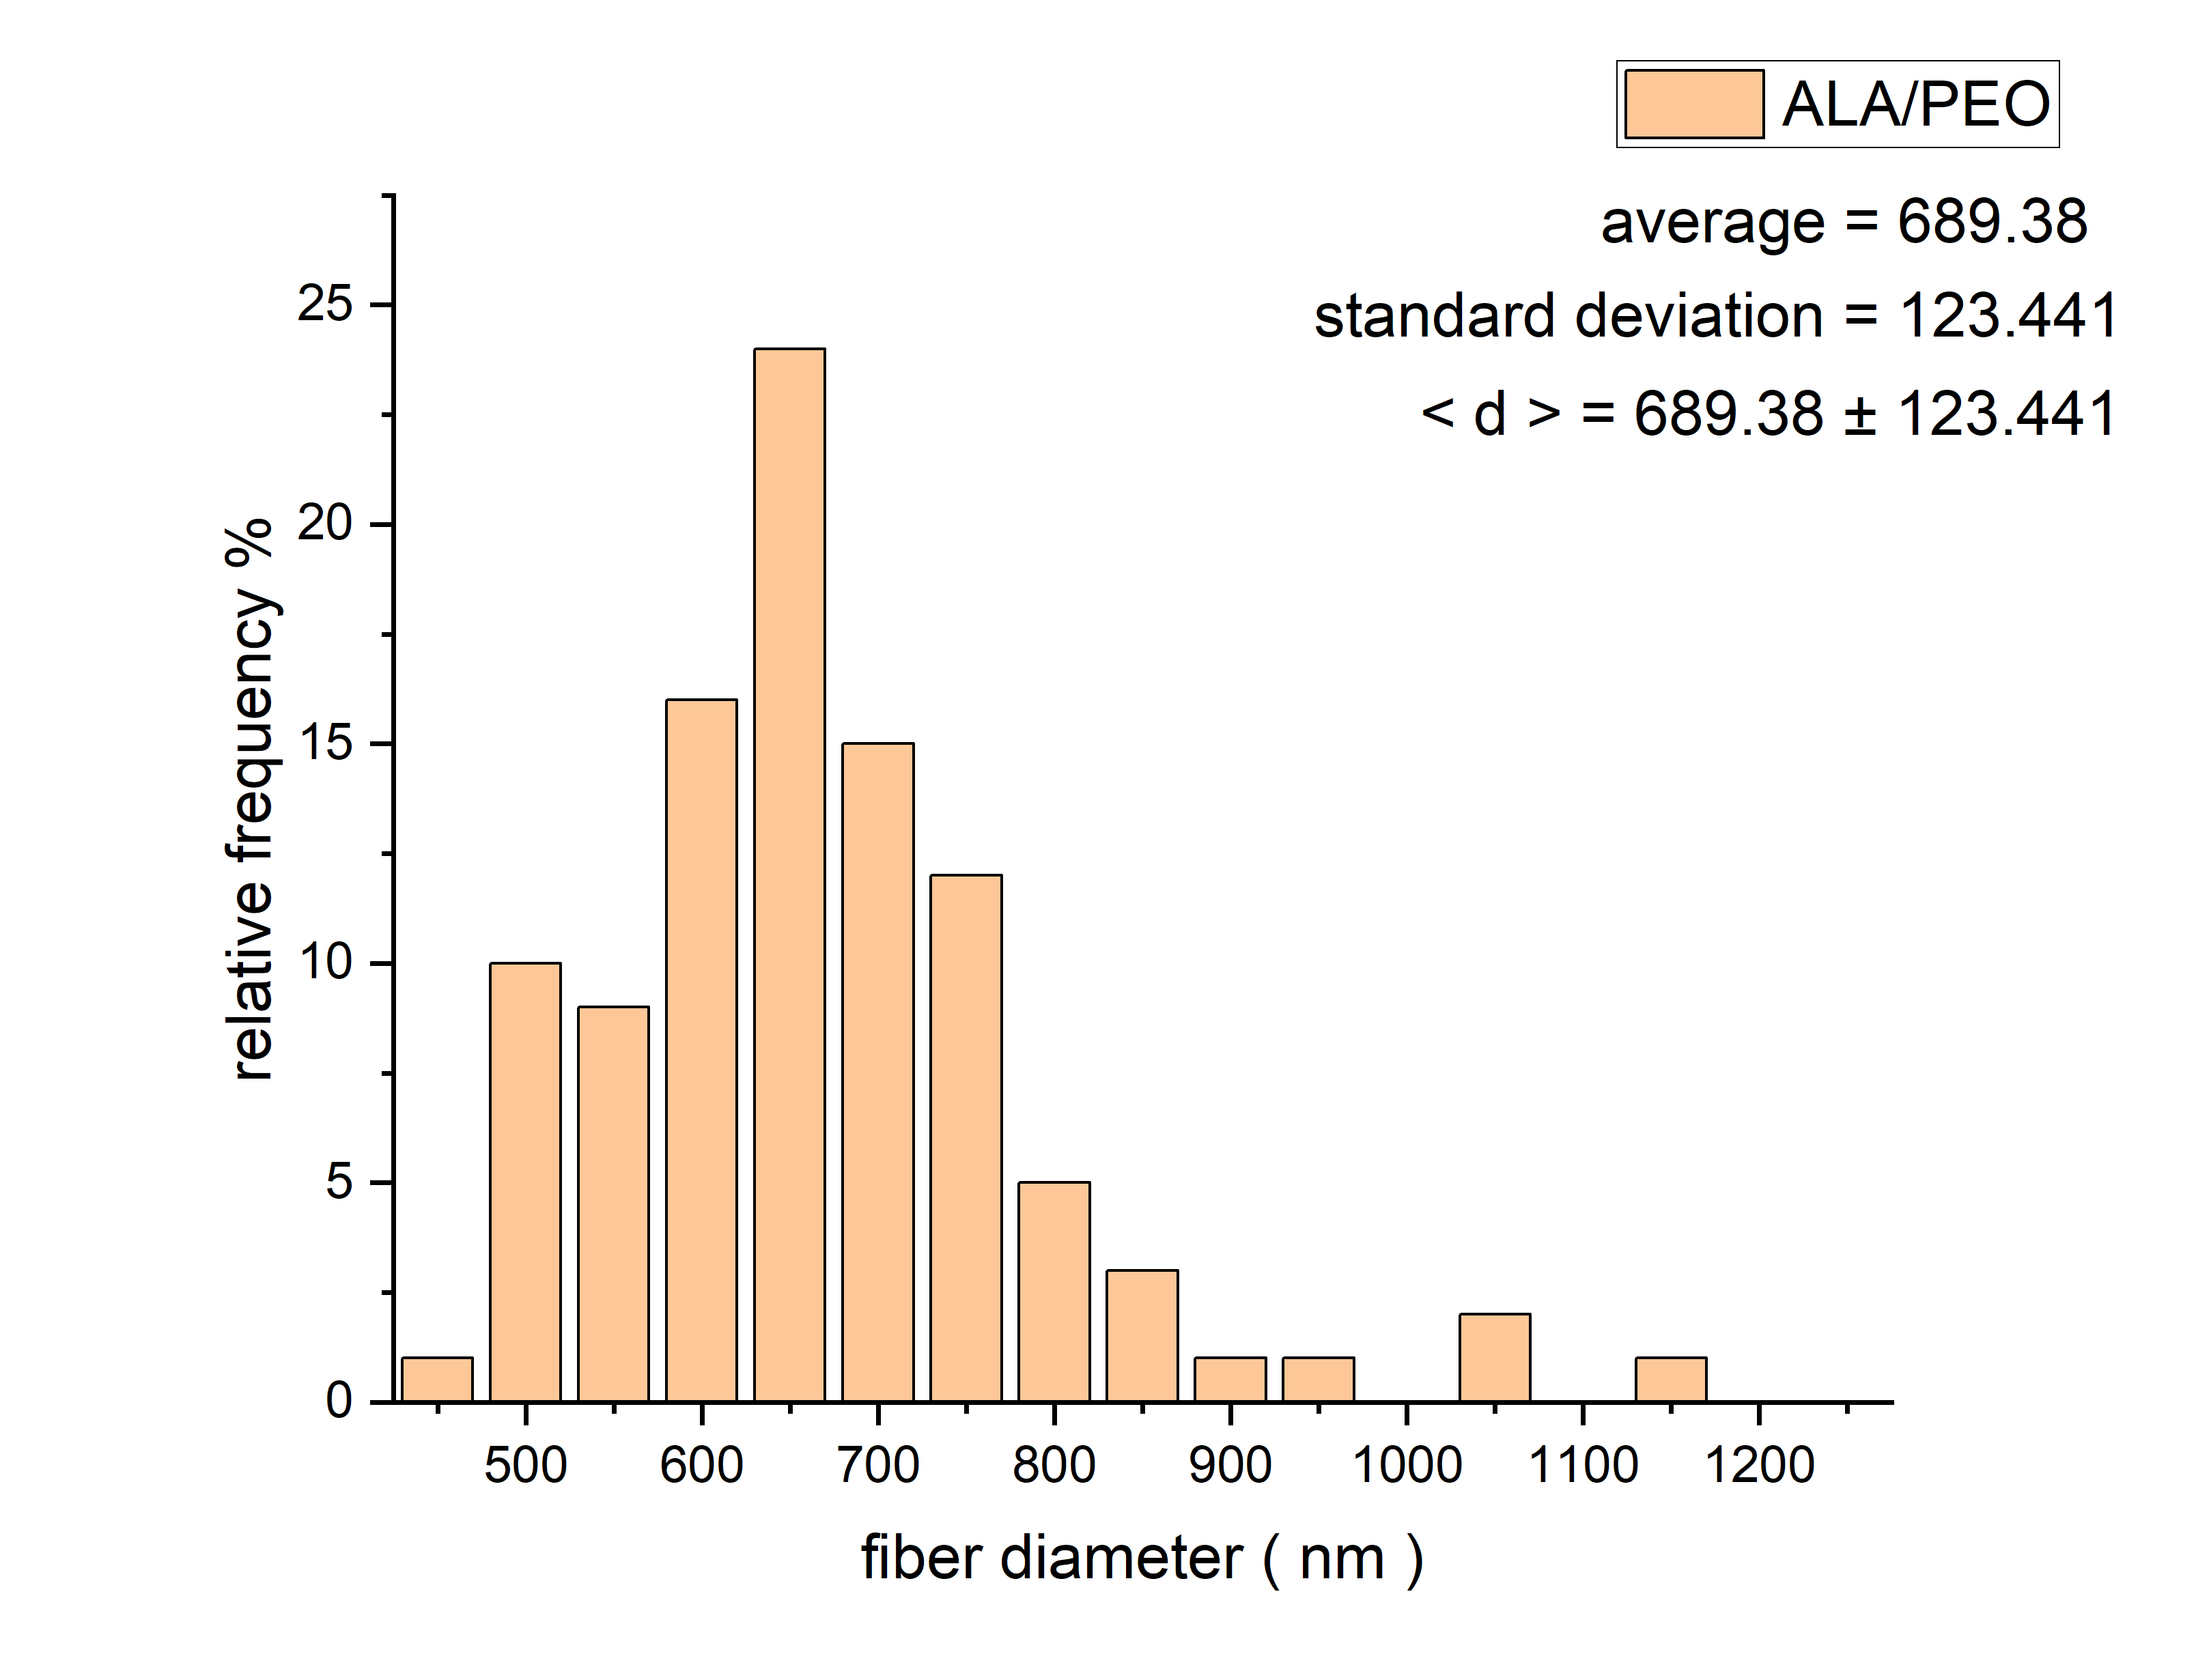 ALA/PEO
average = 689.38
standard deviation = 123.441
< d > = 689.38 ± 123.441
relative frequency %
25
20
15
10
5
0
500 600 700 800 900 1000 1100 1200
fiber diameter ( nm )